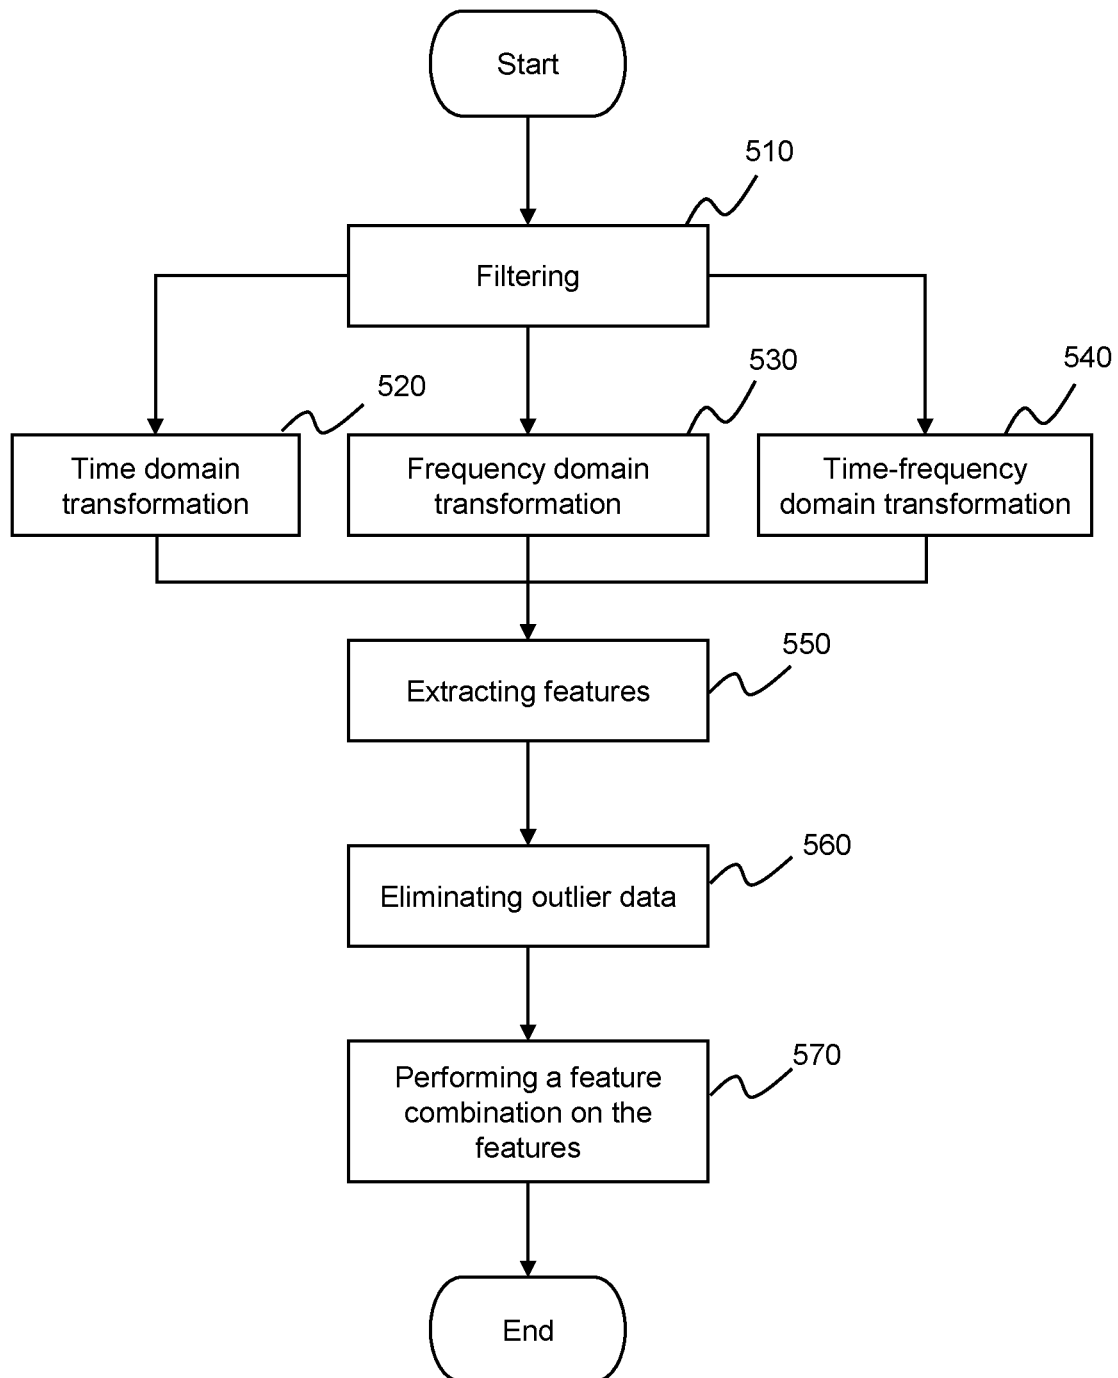 Start
510
Filtering
520
530
540
Time domain
transformation
Frequency domain
transformation
Time-frequency
domain transformation
550
Extracting features
560
Eliminating outlier data
570
Performing a feature
combination on the
features
End